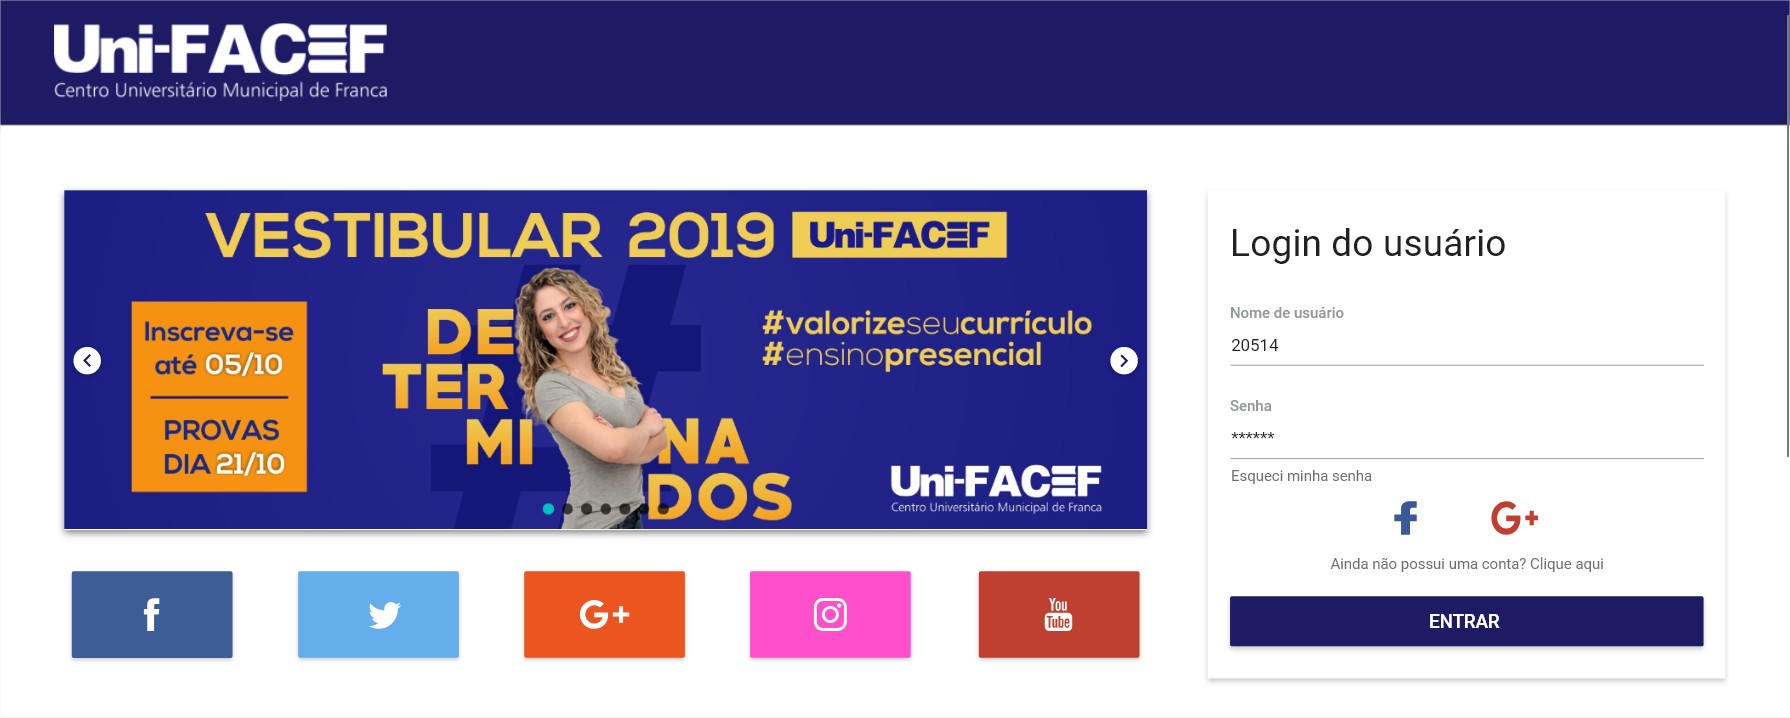 Uni-FACEF
Centro Universitário Municipal de Franca
VESTIBULAR 2019 Uni-FACEF
Inscreva-se
até 05/10
PROVAS
DIA 21/10
DE
TER
MI NA
DOS
#valorizeseucurrículo
#ensinopresencial
Uni-FACEF
Centro Universitário Municipal de Franca
f
G+
You
Tube
Login do usuário
Nome de usuário
20514
Senha
******
Esqueci minha senha
f G+
Ainda não possui uma conta? Clique aqui
ENTRAR